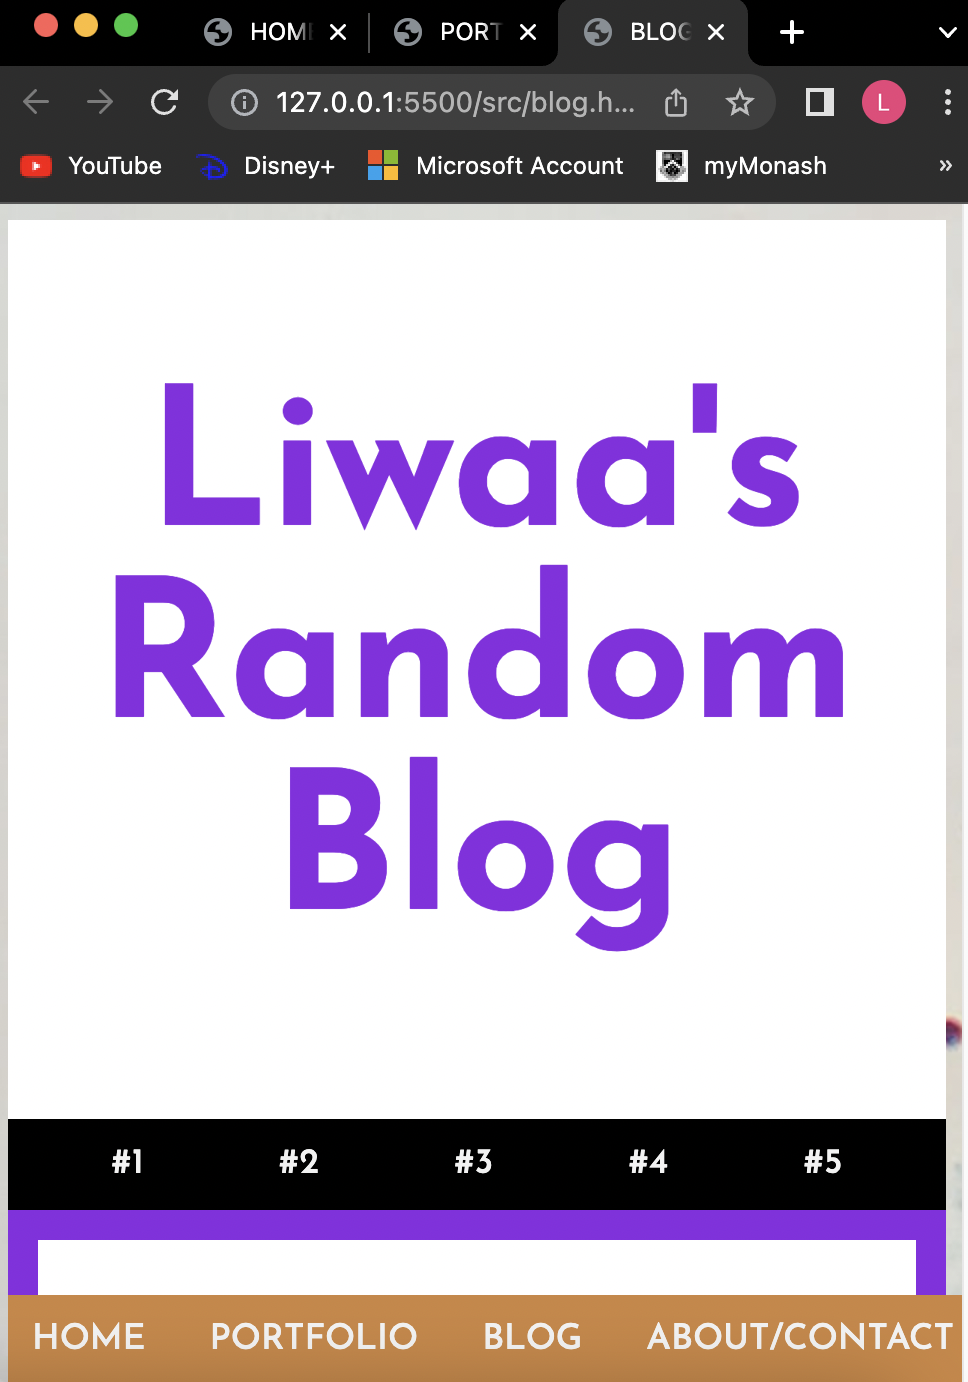 HOM PORT BLOG
127.0.0.1:5500/src/blog.h... L
YouTube Disney+ Microsoft Account myMonash »
Liwaa's
Random
Blog
#1 #2 #3 #4 #5
HOME PORTFOLIO BLOG ABOUT/CONTACT